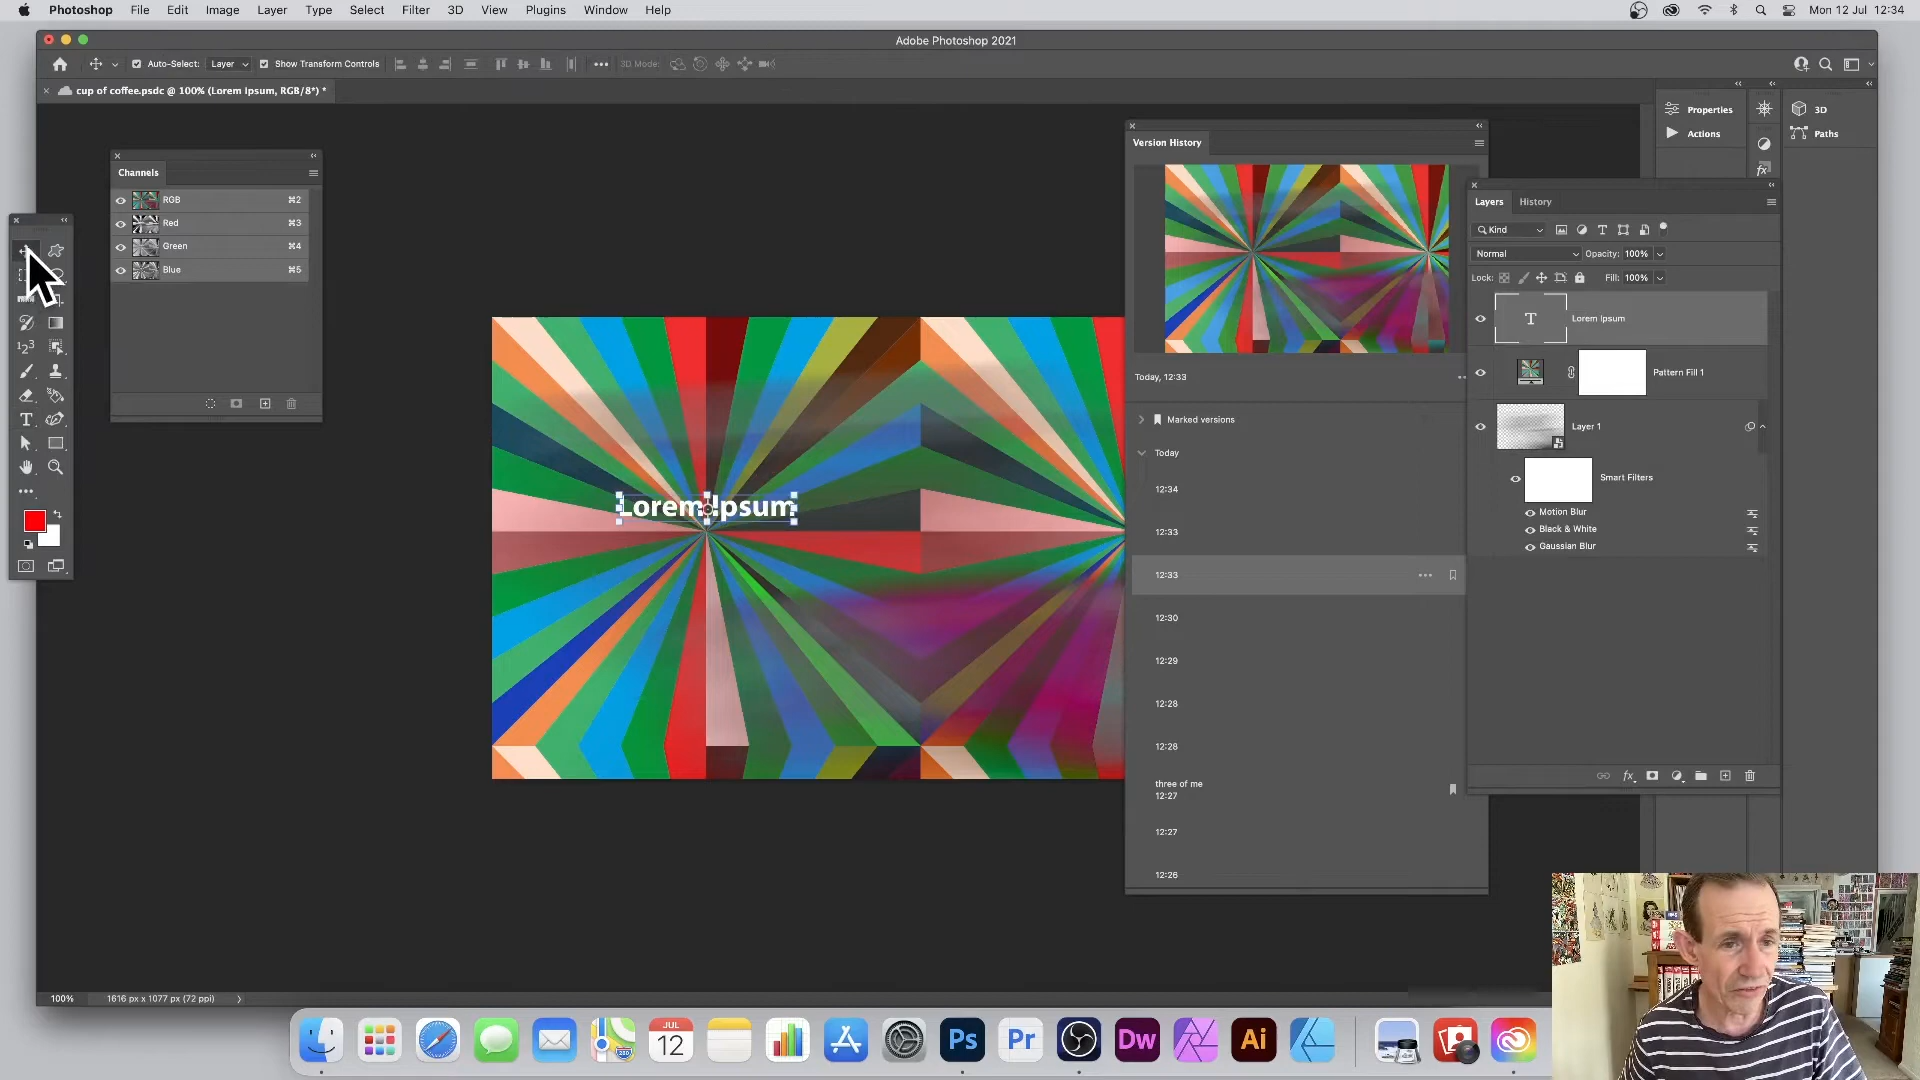 Photoshop File Edit Image Layer Type Select Filter 3D View Plugins Window Help Mon 12 Jul 12:34
Adobe Photoshop 2021
Auto-Select: Layer Show Transform Controls 3D Mode:
cup of coffee.psdc @ 100% (Lorem Ipsum, RGB/8*) *
Properties
3D
Actions
Paths
Channels
RGB ⌘2
Red ⌘3
Green ⌘4
Blue ⌘5
Version History
Today, 12:33
Marked versions
Today
12:34
12:33
12:33
12:30
12:29
12:28
12:28
three of me
12:27
12:27
12:26
Layers History
Kind
Normal Opacity: 100%
Lock: Fill: 100%
T Lorem Ipsum
Pattern Fill 1
Layer 1
Smart Filters
Motion Blur
Black & White
Gaussian Blur
fx
Lorem Ipsum
100% 1616 px x 1077 px (72 ppi)
JUL
12
Ps
Pr
Dw
Ai